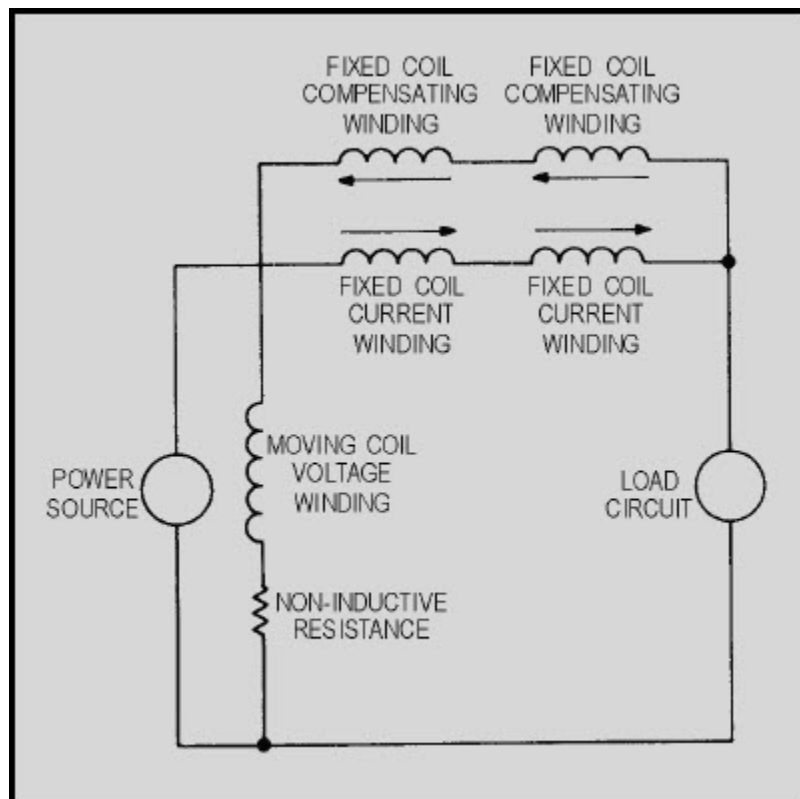 FIXED COIL
COMPENSATING
WINDING
FIXED COIL
COMPENSATING
WINDING
FIXED COIL
CURRENT
WINDING
FIXED COIL
CURRENT
WINDING
MOVING COIL
VOLTAGE
WINDING
POWER
SOURCE
LOAD
CIRCUIT
NON-INDUCTIVE
RESISTANCE